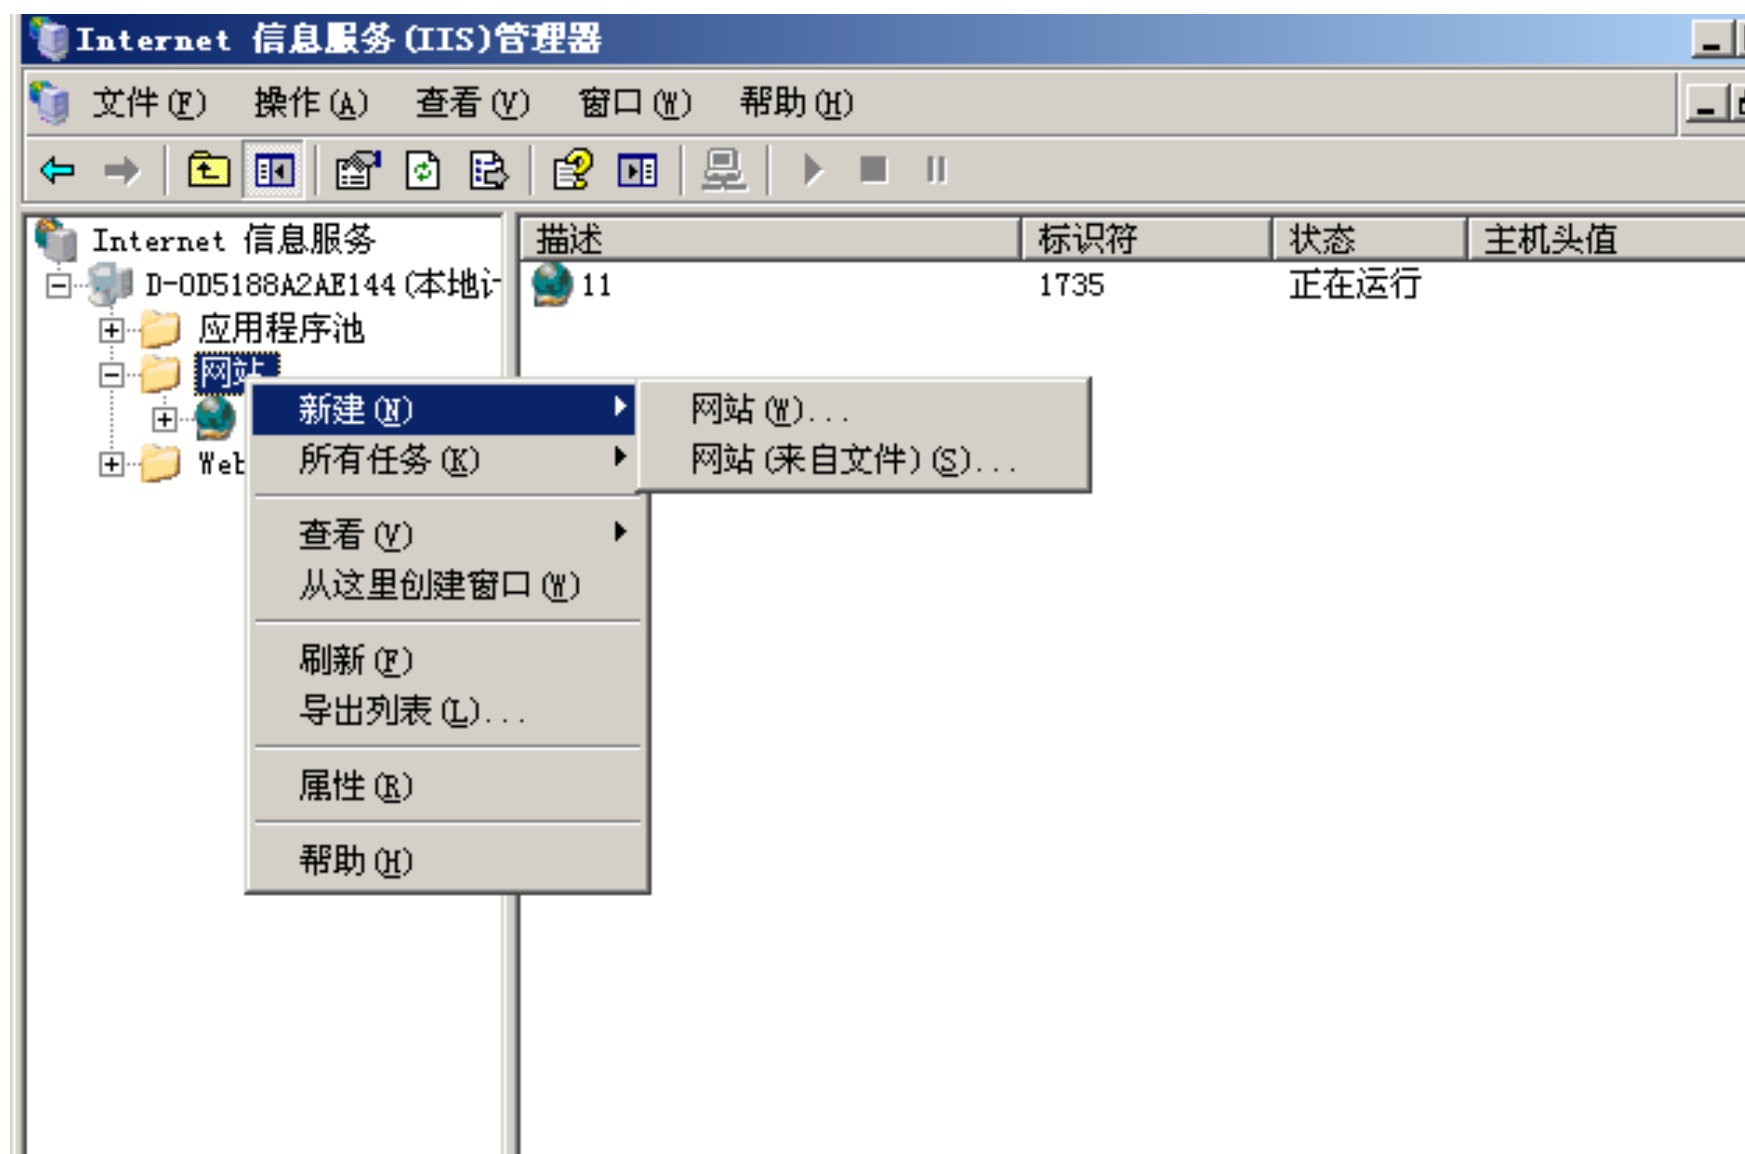 Internet 信息服务(IIS)管理器
文件(F) 操作(A) 查看(V) 窗口(W) 帮助(H)
Internet 信息服务
描述 标识符 状态 主机头值
D-OD5188A2AE144(本地计
11 1735 正在运行
应用程序池
网站
新建(N)
网站(W)...
所有任务(K)
网站(来自文件)(S)...
Web
查看(V)
从这里创建窗口(W)
刷新(F)
导出列表(L)...
属性(R)
帮助(H)